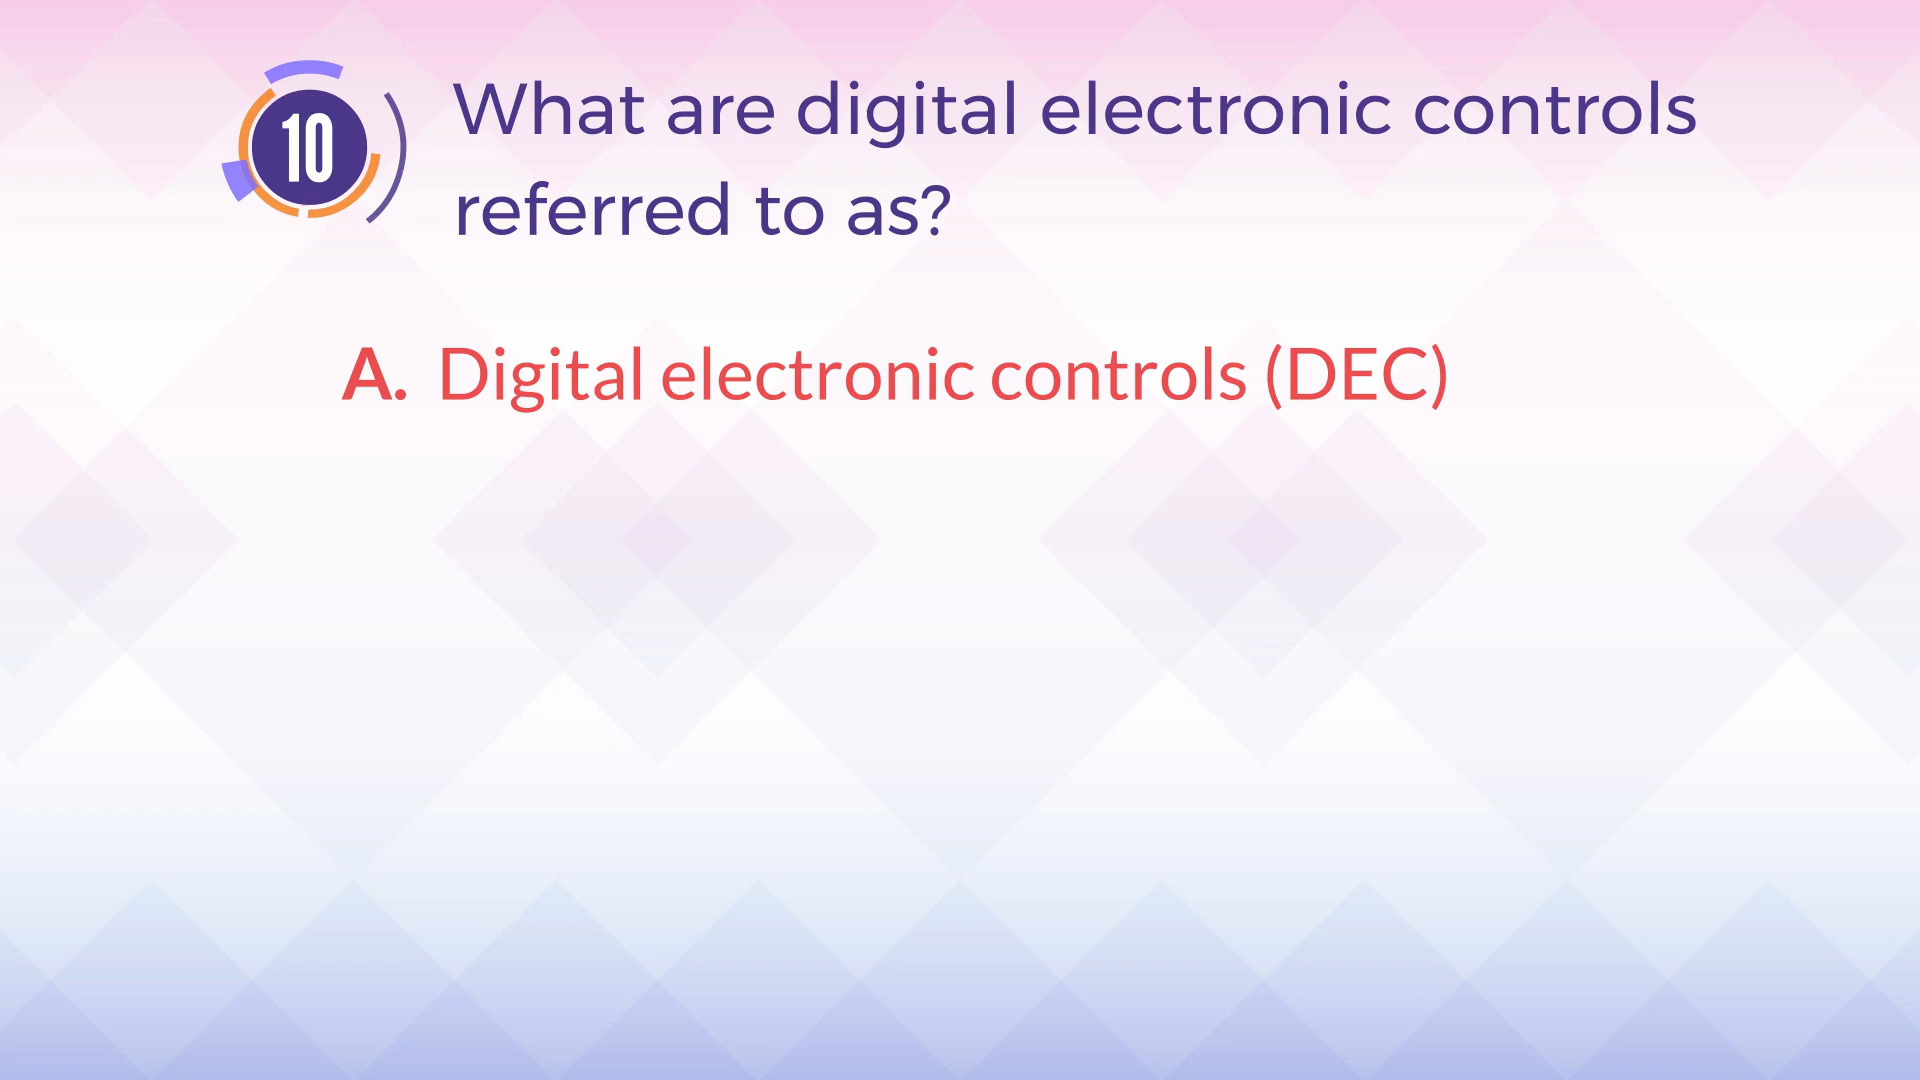 10
What are digital electronic controls
referred to as?
A. Digital electronic controls (DEC)